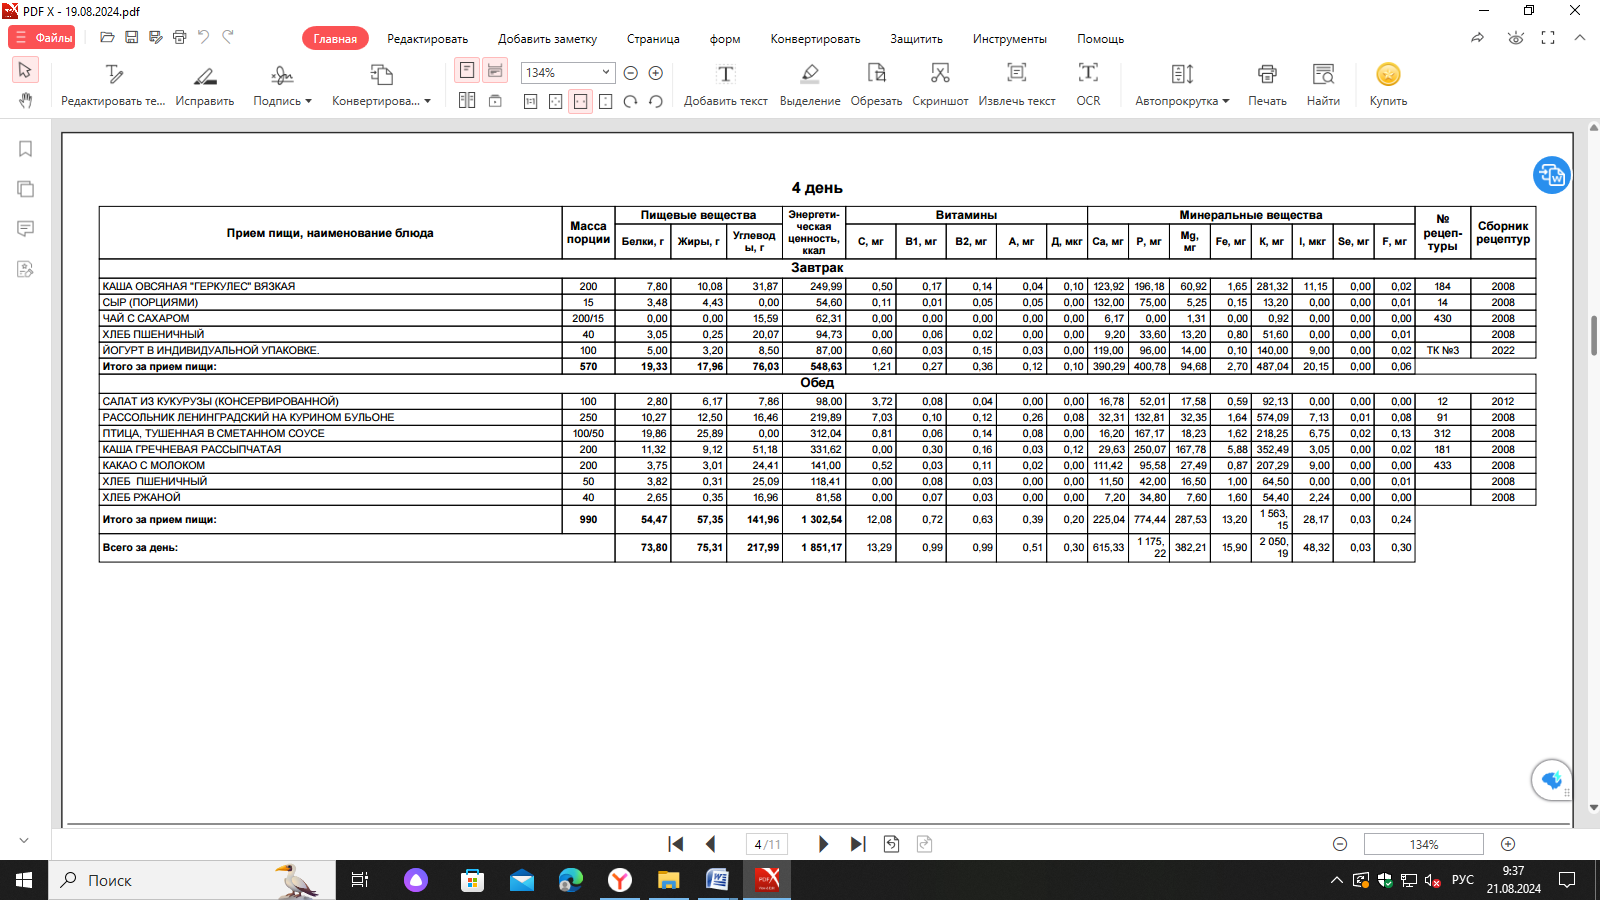 PDF X - 19.08.2024.pdf
Файлы
Главная Редактировать Добавить заметку Страница форм Конвертировать Защитить Инструменты Помощь
134%
Редактировать те... Исправить Подпись Конвертирова... Добавить текст Выделение Обрезать Скриншот Извлечь текст OCR Автопрокрутка Печать Найти Купить
4 день
Прием пищи, наименование блюда Масса порции Пищевые вещества Энергети-ческая ценность, ккал Витамины Минеральные вещества № рецеп-туры Сборник рецептур
Белки, г Жиры, г Углеводы, г С, мг В1, мг В2, мг А, мг Д, мкг Ca, мг P, мг Mg, мг Fe, мг К, мг I, мкг Se, мг F, мг
Завтрак
КАША ОВСЯНАЯ "ГЕРКУЛЕС" ВЯЗКАЯ 200 7,80 10,08 31,87 249,99 0,50 0,17 0,14 0,04 0,10 123,92 196,18 60,92 1,65 281,32 11,15 0,00 0,02 184 2008
СЫР (ПОРЦИЯМИ) 15 3,48 4,43 0,00 54,60 0,11 0,01 0,05 0,05 0,00 132,00 75,00 5,25 0,15 13,20 0,00 0,00 0,01 14 2008
ЧАЙ С САХАРОМ 200/15 0,00 0,00 15,59 62,31 0,00 0,00 0,00 0,00 0,00 6,17 0,00 1,31 0,00 0,92 0,00 0,00 0,00 430 2008
ХЛЕБ ПШЕНИЧНЫЙ 40 3,05 0,25 20,07 94,73 0,00 0,06 0,02 0,00 0,00 9,20 33,60 13,20 0,80 51,60 0,00 0,00 0,01 2008
ЙОГУРТ В ИНДИВИДУАЛЬНОЙ УПАКОВКЕ. 100 5,00 3,20 8,50 87,00 0,60 0,03 0,15 0,03 0,00 119,00 96,00 14,00 0,10 140,00 9,00 0,00 0,02 ТК №3 2022
Итого за прием пищи: 570 19,33 17,96 76,03 548,63 1,21 0,27 0,36 0,12 0,10 390,29 400,78 94,68 2,70 487,04 20,15 0,00 0,06
Обед
САЛАТ ИЗ КУКУРУЗЫ (КОНСЕРВИРОВАННОЙ) 100 2,80 6,17 7,86 98,00 3,72 0,08 0,04 0,00 0,00 16,78 52,01 17,58 0,59 92,13 0,00 0,00 0,00 12 2012
РАССОЛЬНИК ЛЕНИНГРАДСКИЙ НА КУРИНОМ БУЛЬОНЕ 250 10,27 12,50 16,46 219,89 7,03 0,10 0,12 0,26 0,08 32,31 132,81 32,35 1,64 574,09 7,13 0,01 0,08 91 2008
ПТИЦА, ТУШЕННАЯ В СМЕТАННОМ СОУСЕ 100/50 19,86 25,89 0,00 312,04 0,81 0,06 0,14 0,08 0,00 16,20 167,17 18,23 1,62 218,25 6,75 0,02 0,13 312 2008
КАША ГРЕЧНЕВАЯ РАССЫПЧАТАЯ 200 11,32 9,12 51,18 331,62 0,00 0,30 0,16 0,03 0,12 29,63 250,07 167,78 5,88 352,49 3,05 0,00 0,02 181 2008
КАКАО С МОЛОКОМ 200 3,75 3,01 24,41 141,00 0,52 0,03 0,11 0,02 0,00 111,42 95,58 27,49 0,87 207,29 9,00 0,00 0,00 433 2008
ХЛЕБ ПШЕНИЧНЫЙ 50 3,82 0,31 25,09 118,41 0,00 0,08 0,03 0,00 0,00 11,50 42,00 16,50 1,00 64,50 0,00 0,00 0,01 2008
ХЛЕБ РЖАНОЙ 40 2,65 0,35 16,96 81,58 0,00 0,07 0,03 0,00 0,00 7,20 34,80 7,60 1,60 54,40 2,24 0,00 0,00 2008
Итого за прием пищи: 990 54,47 57,35 141,96 1 302,54 12,08 0,72 0,63 0,39 0,20 225,04 774,44 287,53 13,20 1 563,15 28,17 0,03 0,24
Всего за день: 73,80 75,31 217,99 1 851,17 13,29 0,99 0,99 0,51 0,30 615,33 1 175,22 382,21 15,90 2 050,19 48,32 0,03 0,30
4 /11
134%
Поиск
РУС
9:37
21.08.2024